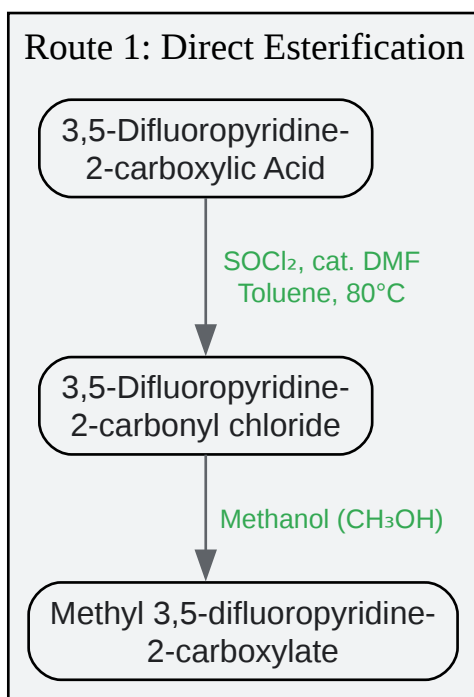 Route 1: Direct Esterification
3,5-Difluoropyridine-
2-carboxylic Acid
SOCl₂, cat. DMF
Toluene, 80°C
3,5-Difluoropyridine-
2-carbonyl chloride
Methanol (CH₃OH)
Methyl 3,5-difluoropyridine-
2-carboxylate